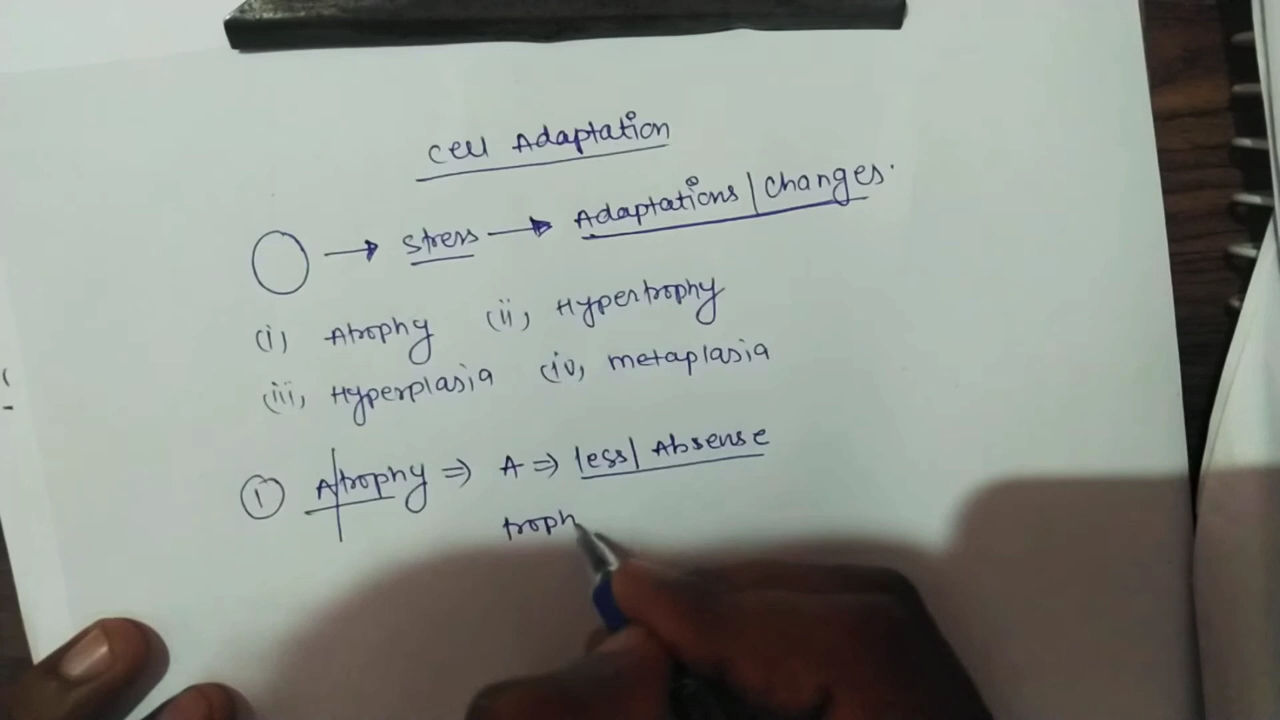 Cell Adaptation
→ Stress → Adaptations | Changes.
(i) Atrophy (ii) Hypertrophy
(iii) Hyperplasia (iv) metaplasia
① Atrophy ⇒ A ⇒ less | Absense
troph